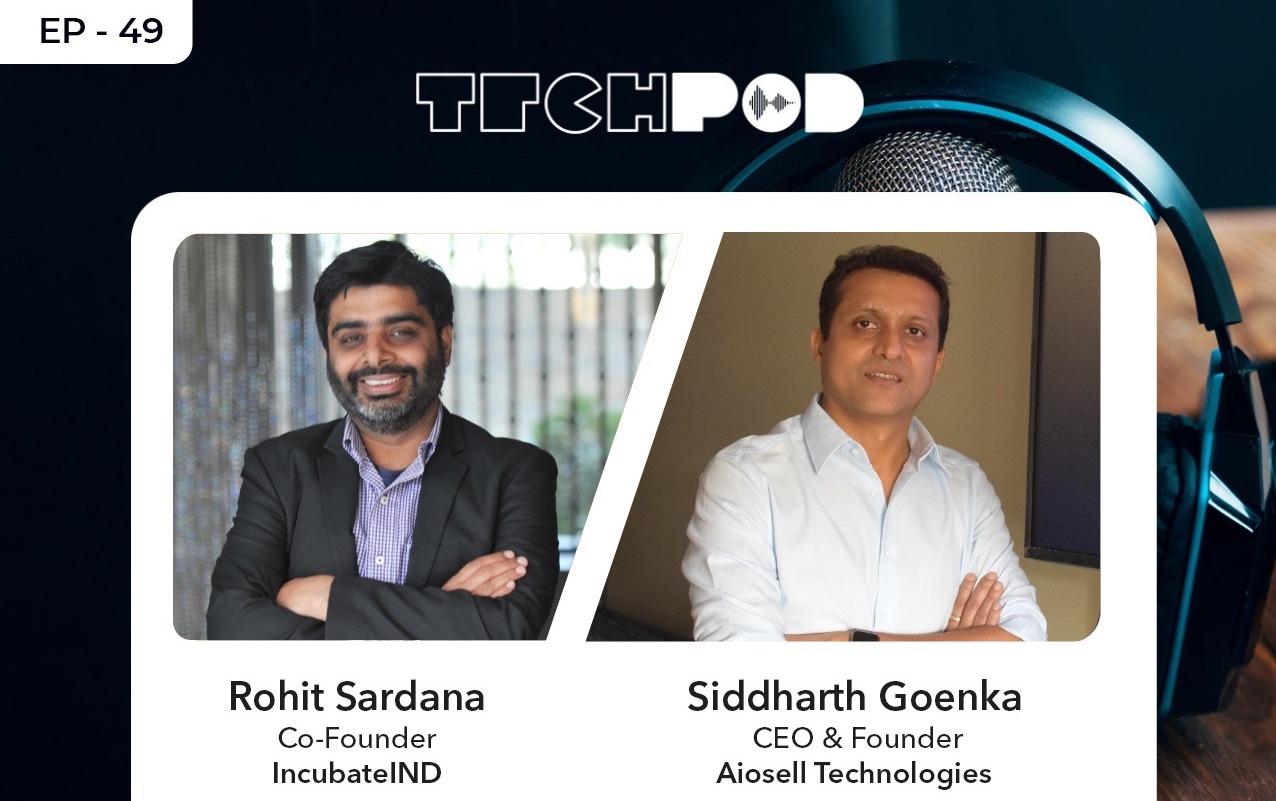 EP - 49
TECHPOD
Rohit Sardana
Co-Founder
IncubateIND
Siddharth Goenka
CEO & Founder
Aiosell Technologies